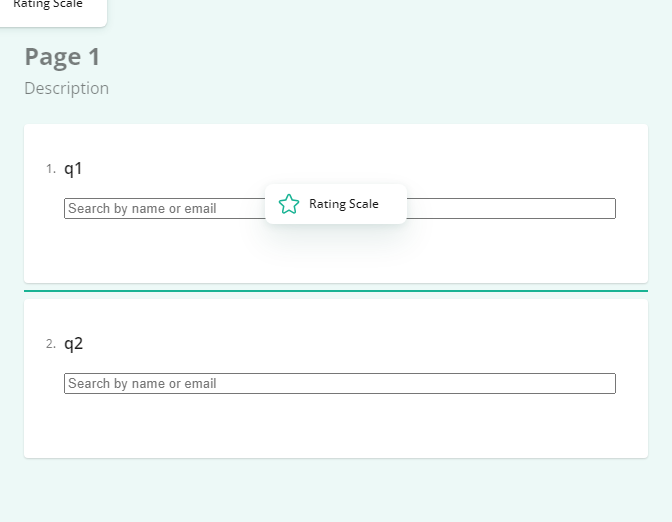 Rating Scale
Page 1
Description
1. q1
Search by name or email
Rating Scale
2. q2
Search by name or email